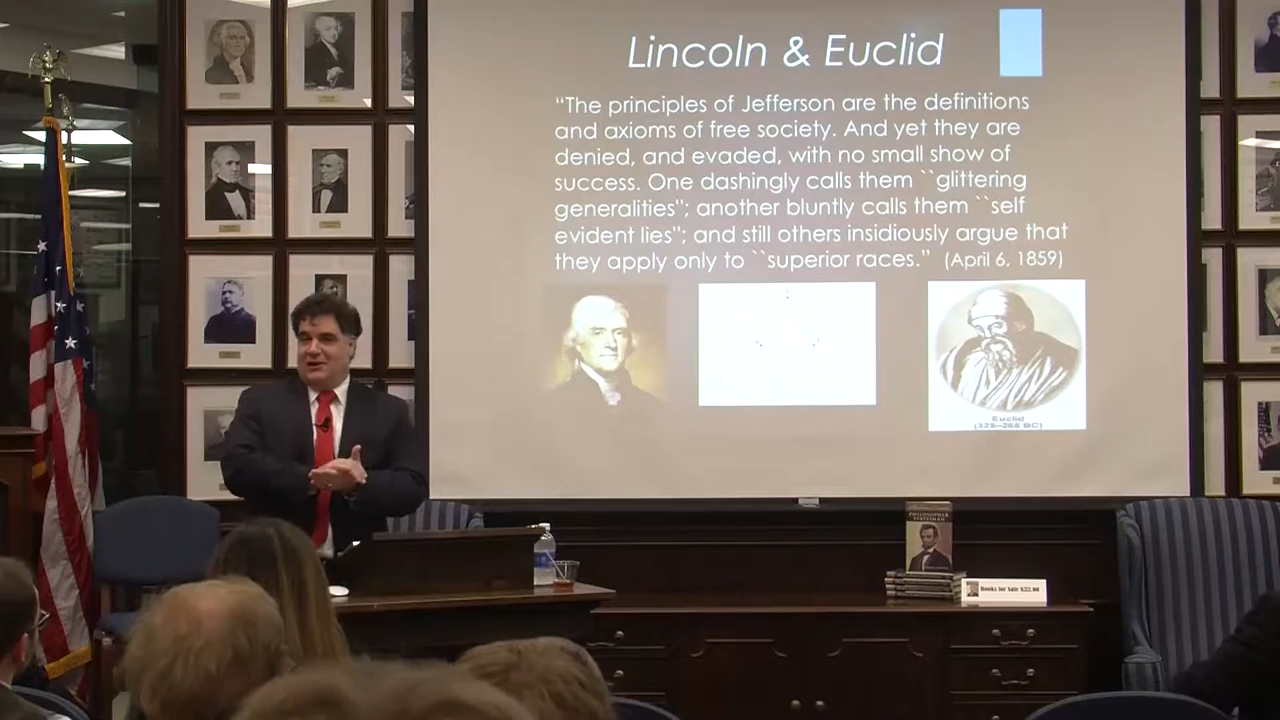 Lincoln & Euclid
“The principles of Jefferson are the definitions
and axioms of free society. And yet they are
denied, and evaded, with no small show of
success. One dashingly calls them ``glittering
generalities"; another bluntly calls them ``self
evident lies"; and still others insidiously argue that
they apply only to ``superior races.” (April 6, 1859)
Euclid
BC)
STATESMAN
Books for Sale $32.00